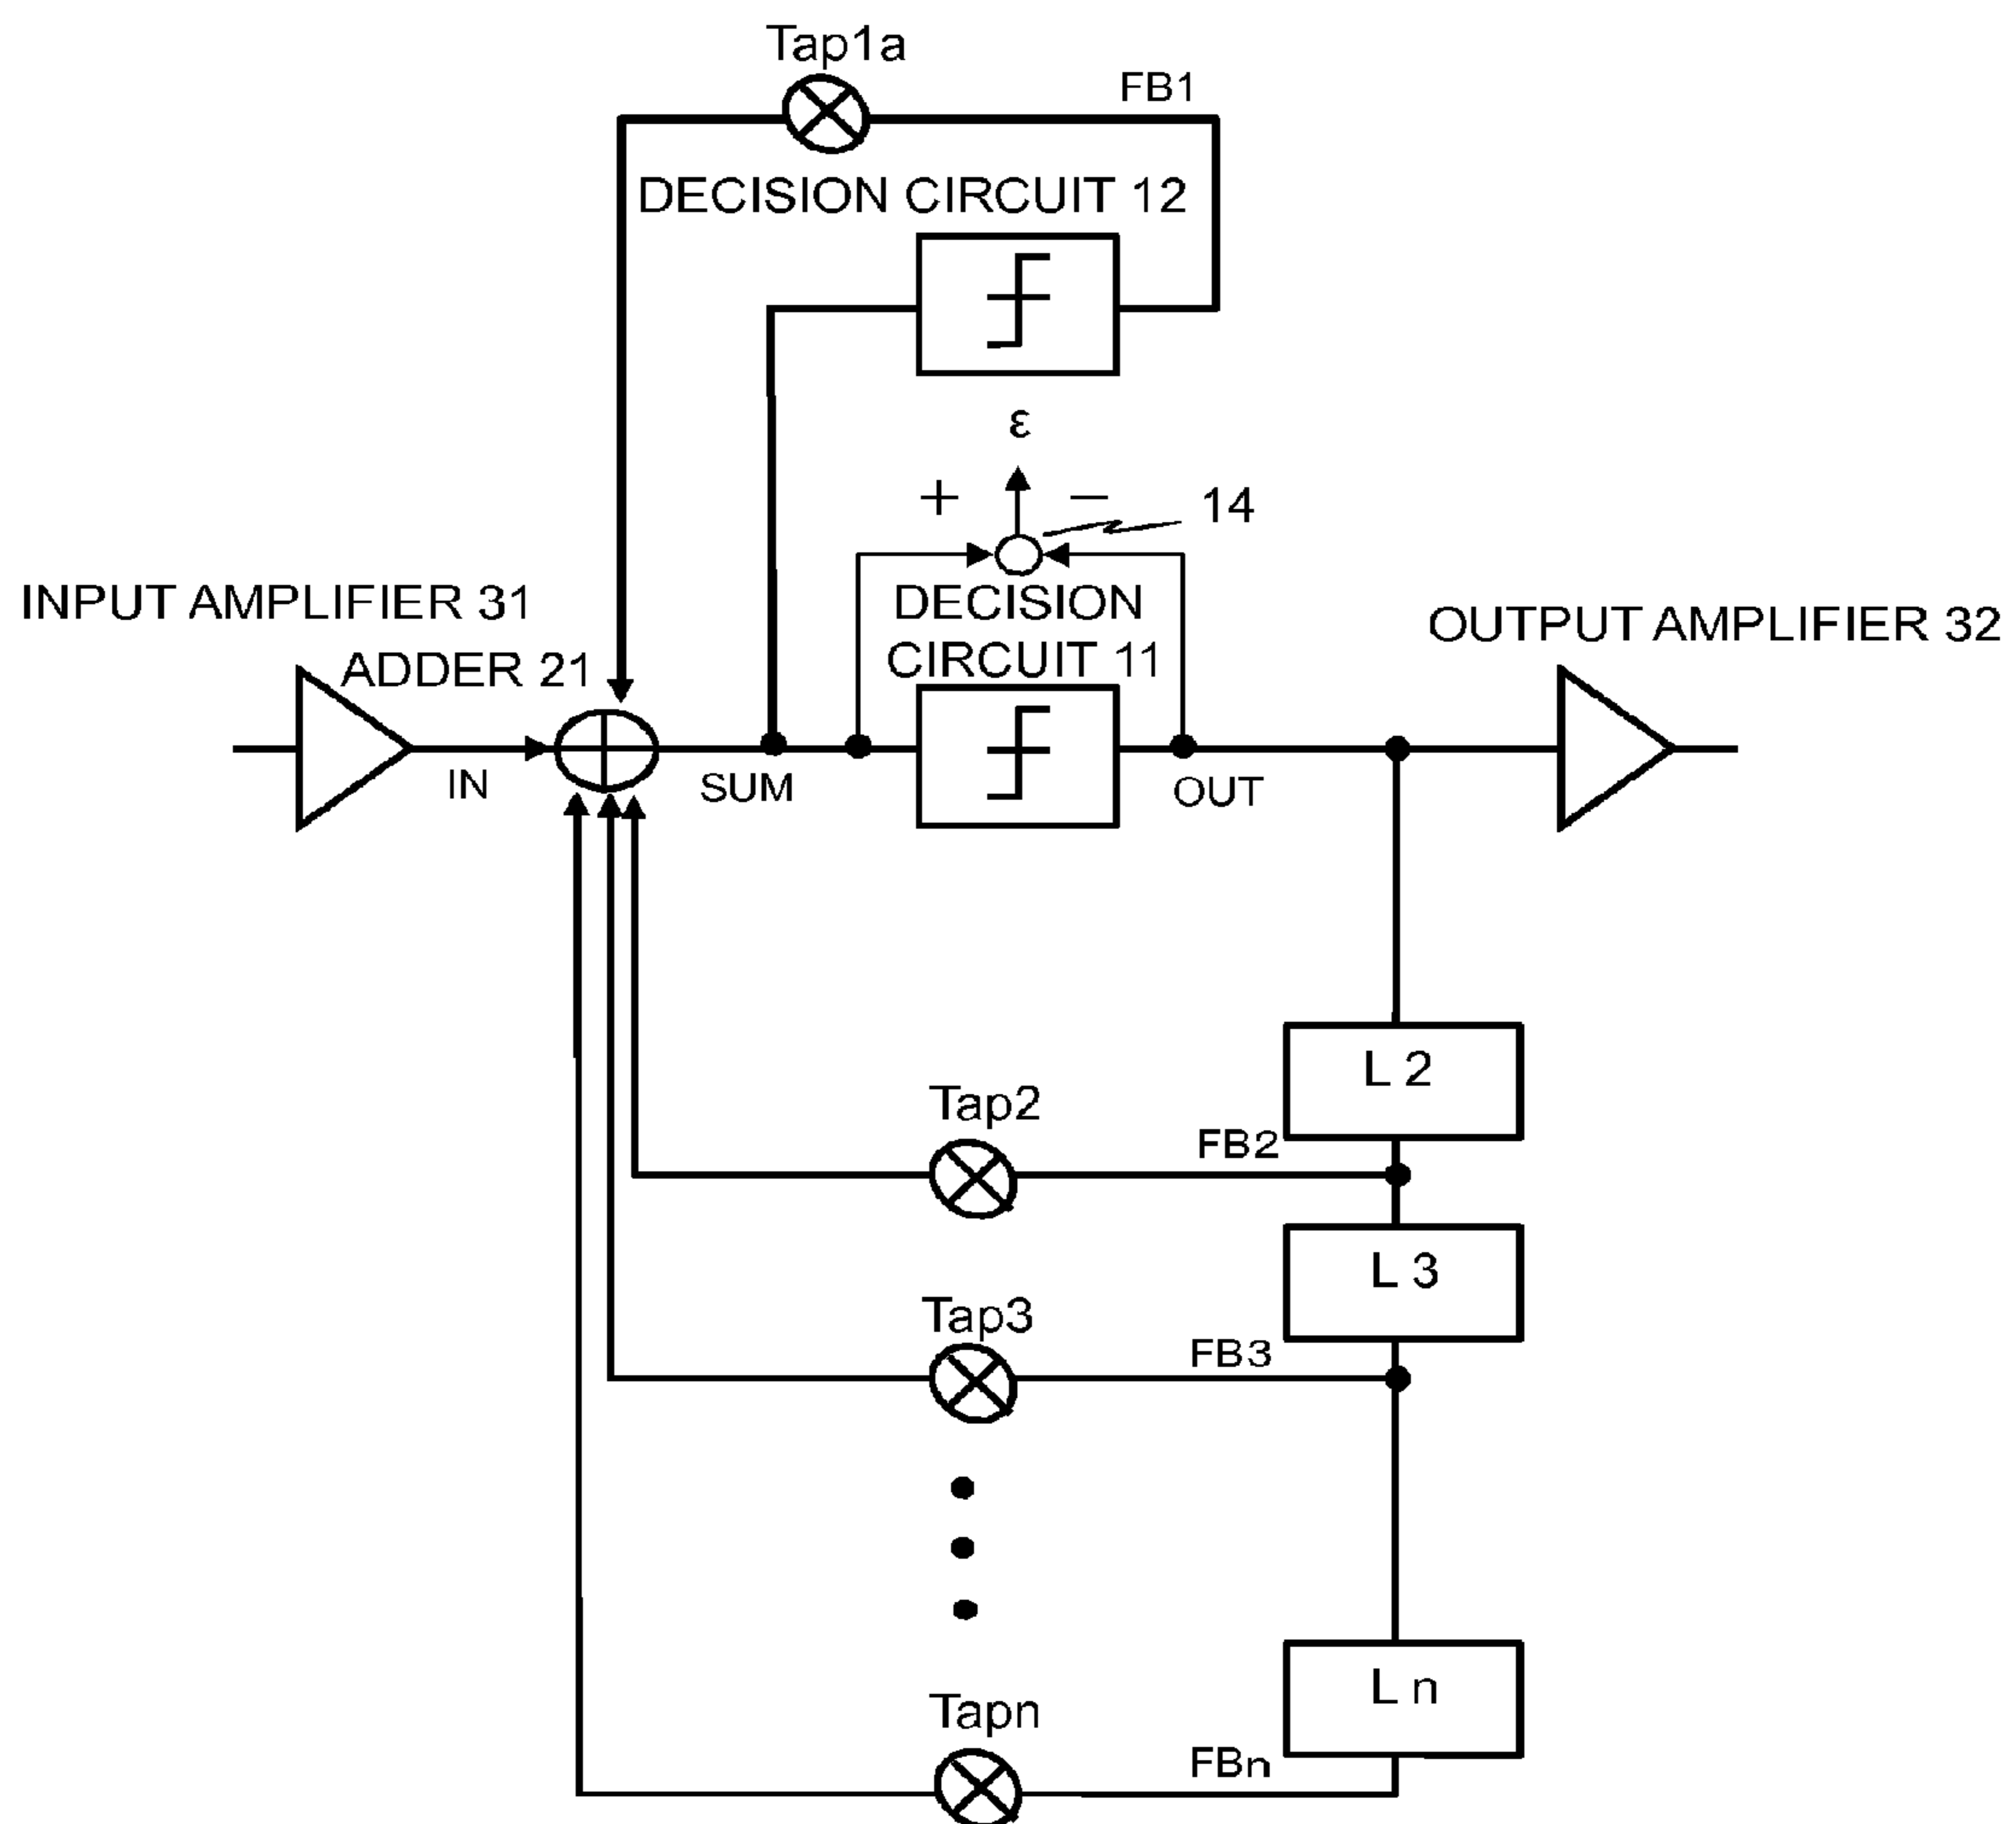 Tap1a
FB1
DECISION CIRCUIT 12
ε
+ − 14
INPUT AMPLIFIER 31
ADDER 21
DECISION
CIRCUIT 11
OUTPUT AMPLIFIER 32
IN
SUM
OUT
L 2
Tap2
FB2
L 3
Tap3
FB3
L n
Tapn
FBn